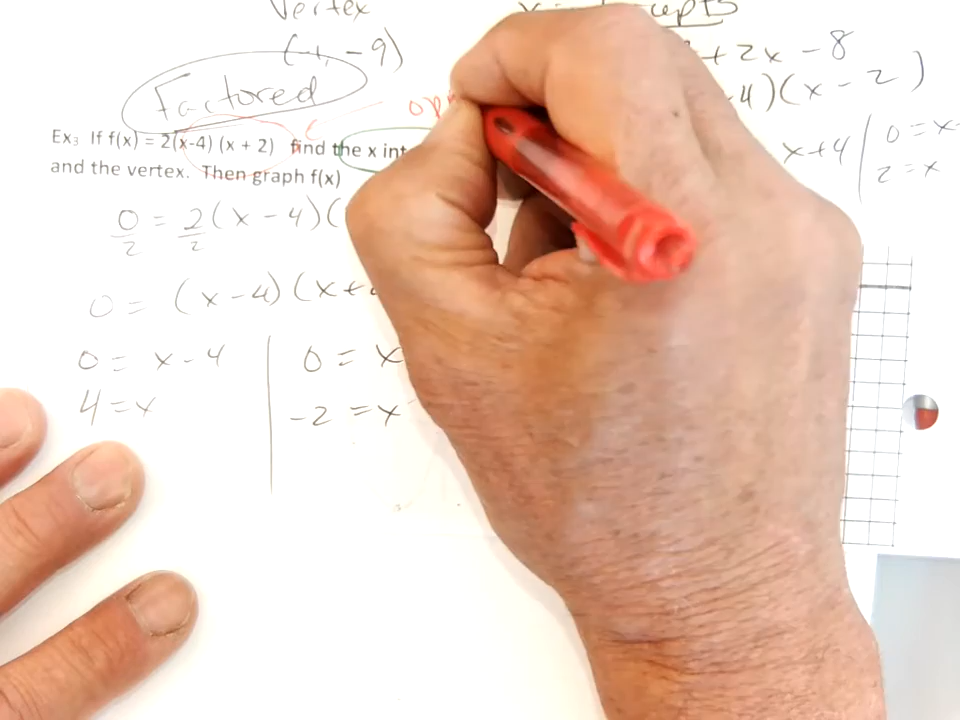 Vertex
(-1, -9)
+ 2x - 8
4)(x - 2)
Factored
Ex3 If f(x) = 2(x-4) (x + 2) find the x int
and the vertex. Then graph f(x)
x+4 | 0 = x-
2 = x
0 = 2(x - 4)(
2 2
0 = (x-4)(x+
0 = x - 4 | 0 = x
4 = x | -2 = x